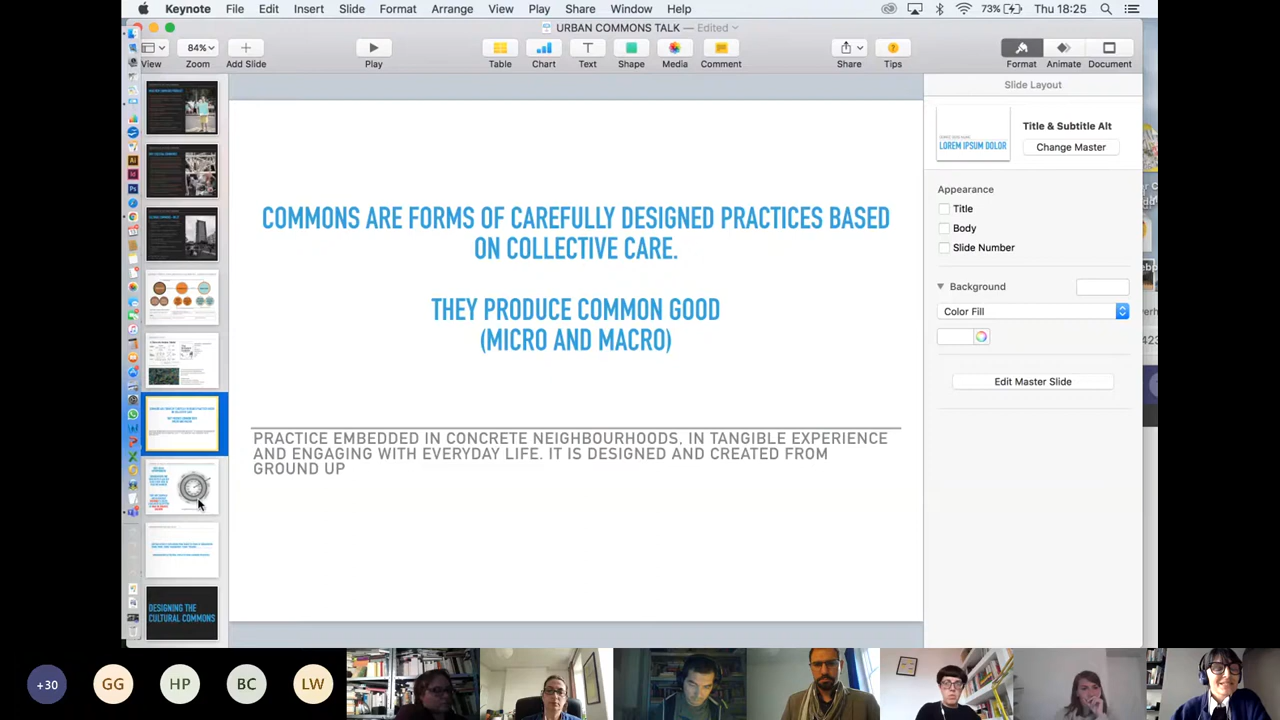 Keynote File Edit Insert Slide Format Arrange View Play Share Window Help 73% Thu 18:25
URBAN COMMONS TALK — Edited
84%
View Zoom Add Slide Play Table Chart Text Shape Media Comment Share Tips Format Animate Document
Slide Layout
LOREM IPSUM DOLOR
Title & Subtitle Alt
Change Master
Appearance
Title
Body
Slide Number
Background
Color Fill
Edit Master Slide
COMMONS ARE FORMS OF CAREFULLY DESIGNED PRACTICES BASED
ON COLLECTIVE CARE.
THEY PRODUCE COMMON GOOD
(MICRO AND MACRO)
PRACTICE EMBEDDED IN CONCRETE NEIGHBOURHOODS, IN TANGIBLE EXPERIENCE
AND ENGAGING WITH EVERYDAY LIFE. IT IS DESIGNED AND CREATED FROM
GROUND UP
DESIGNING THE
CULTURAL COMMONS
+30 GG HP BC LW